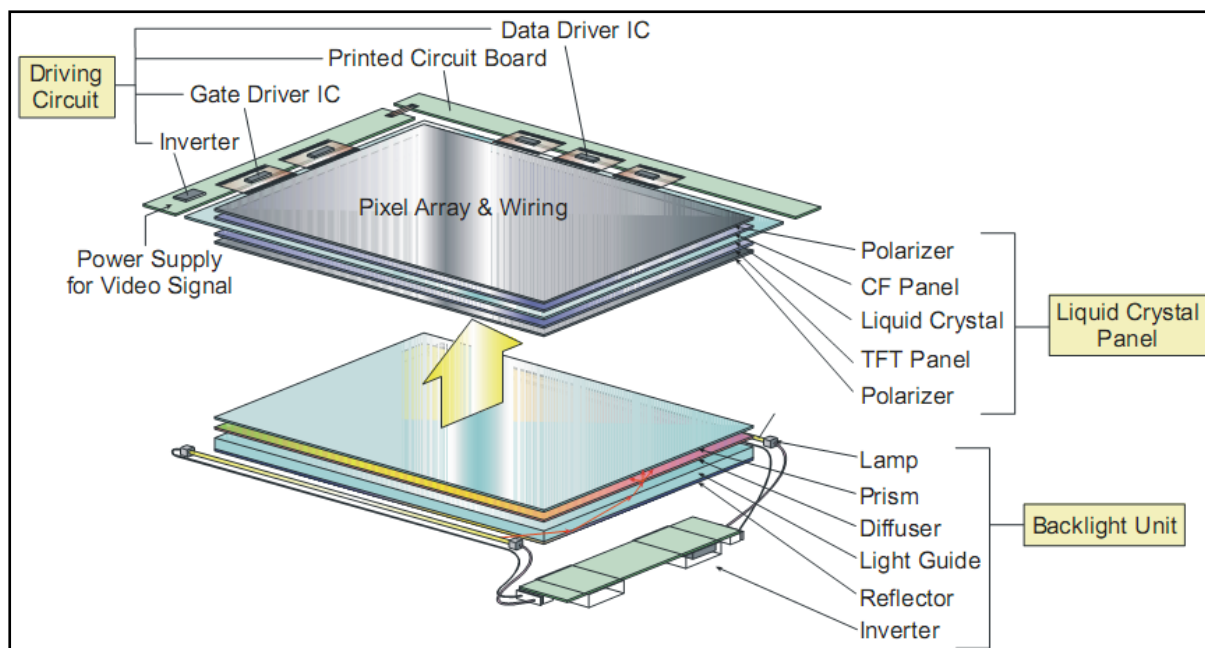 Data Driver IC
Printed Circuit Board
Driving
Circuit
Gate Driver IC
Inverter
Pixel Array & Wiring
Power Supply
for Video Signal
Polarizer
CF Panel
Liquid Crystal
TFT Panel
Polarizer
Liquid Crystal
Panel
Lamp
Prism
Diffuser
Light Guide
Reflector
Inverter
Backlight Unit